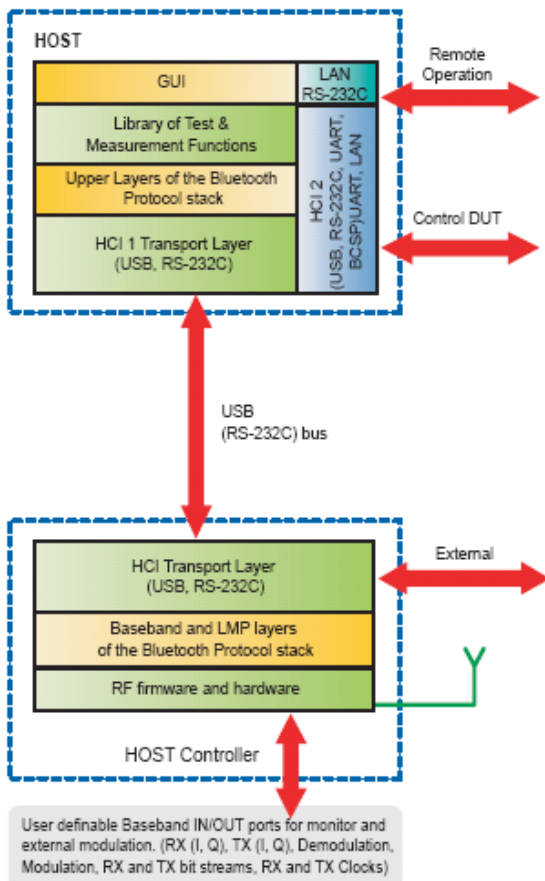 HOST
GUI
LAN
RS-232C
Remote
Operation
Library of Test &
Measurement Functions
Upper Layers of the Bluetooth
Protocol stack
HCI 1 Transport Layer
(USB, RS-232C)
HCI 2
(USB, RS-232C, UART,
BCSP)UART, LAN
Control DUT
USB
(RS-232C) bus
HCI Transport Layer
(USB, RS-232C)
External
Baseband and LMP layers
of the Bluetooth Protocol stack
RF firmware and hardware
HOST Controller
User definable Baseband IN/OUT ports for monitor and
external modulation. (RX (I, Q), TX (I, Q), Demodulation,
Modulation, RX and TX bit streams, RX and TX Clocks)